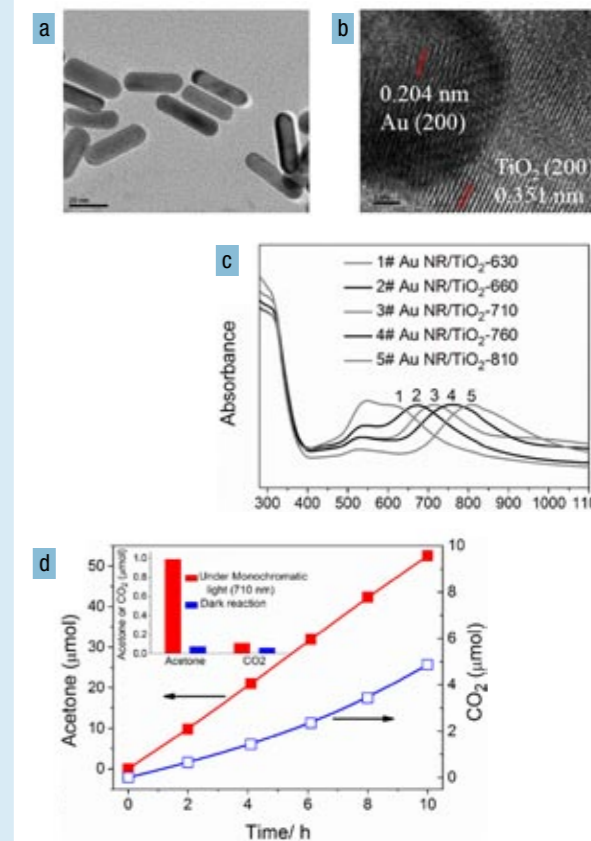 a
b
20 nm
0.204 nm
Au (200)
TiO₂ (200)
0.351 nm
c
1# Au NR/TiO₂-630
2# Au NR/TiO₂-660
3# Au NR/TiO₂-710
4# Au NR/TiO₂-760
5# Au NR/TiO₂-810
Absorbance
1 2 3 4 5
300 400 500 600 700 800 900 1000 110
d
Acetone (μmol)
50
40
30
20
10
0
Acetone or CO₂ (μmol)
1.0
0.8
0.6
0.4
0.2
0.0
Under Monochromatic
light (710 nm)
Dark reaction
Acetone CO2
10
8
6
4
2
0
CO₂ (μmol)
0 2 4 6 8 10
Time/ h